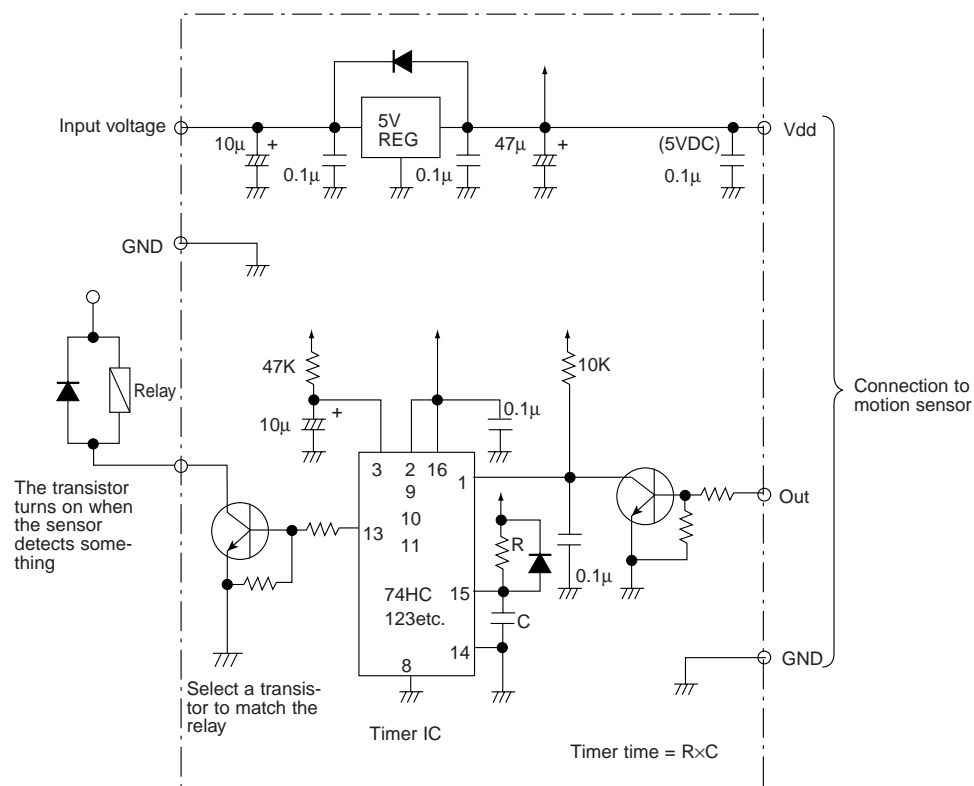 Input voltage
5V
REG
10μ
+
0.1μ
0.1μ
47μ
+
(5VDC)
0.1μ
Vdd
GND
Relay
47K
10μ
+
0.1μ
10K
Connection to
motion sensor
3
2
16
1
9
10
11
13
15
14
8
74HC
123etc.
R
C
0.1μ
Out
GND
The transistor
turns on when
the sensor
detects some-
thing
Select a transis-
tor to match the
relay
Timer IC
Timer time = R×C